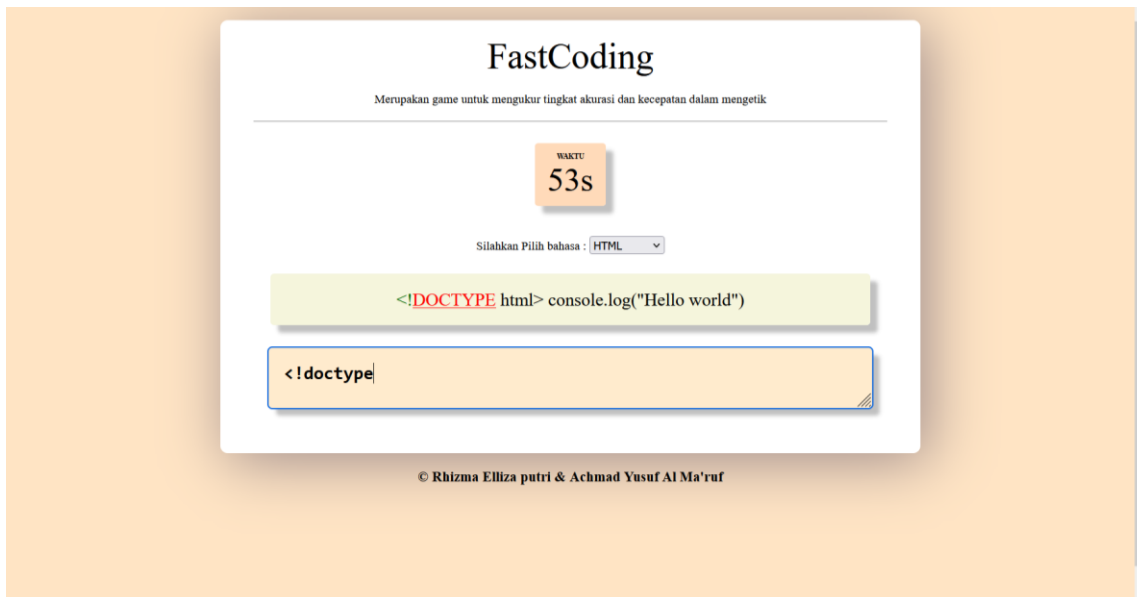 FastCoding
Merupakan game untuk mengukur tingkat akurasi dan kecepatan dalam mengetik
WAKTU
53s
Silahkan Pilih bahasa : HTML
<!DOCTYPE html> console.log("Hello world")
<!doctype
© Rhizma Elliza putri & Achmad Yusuf Al Ma'ruf